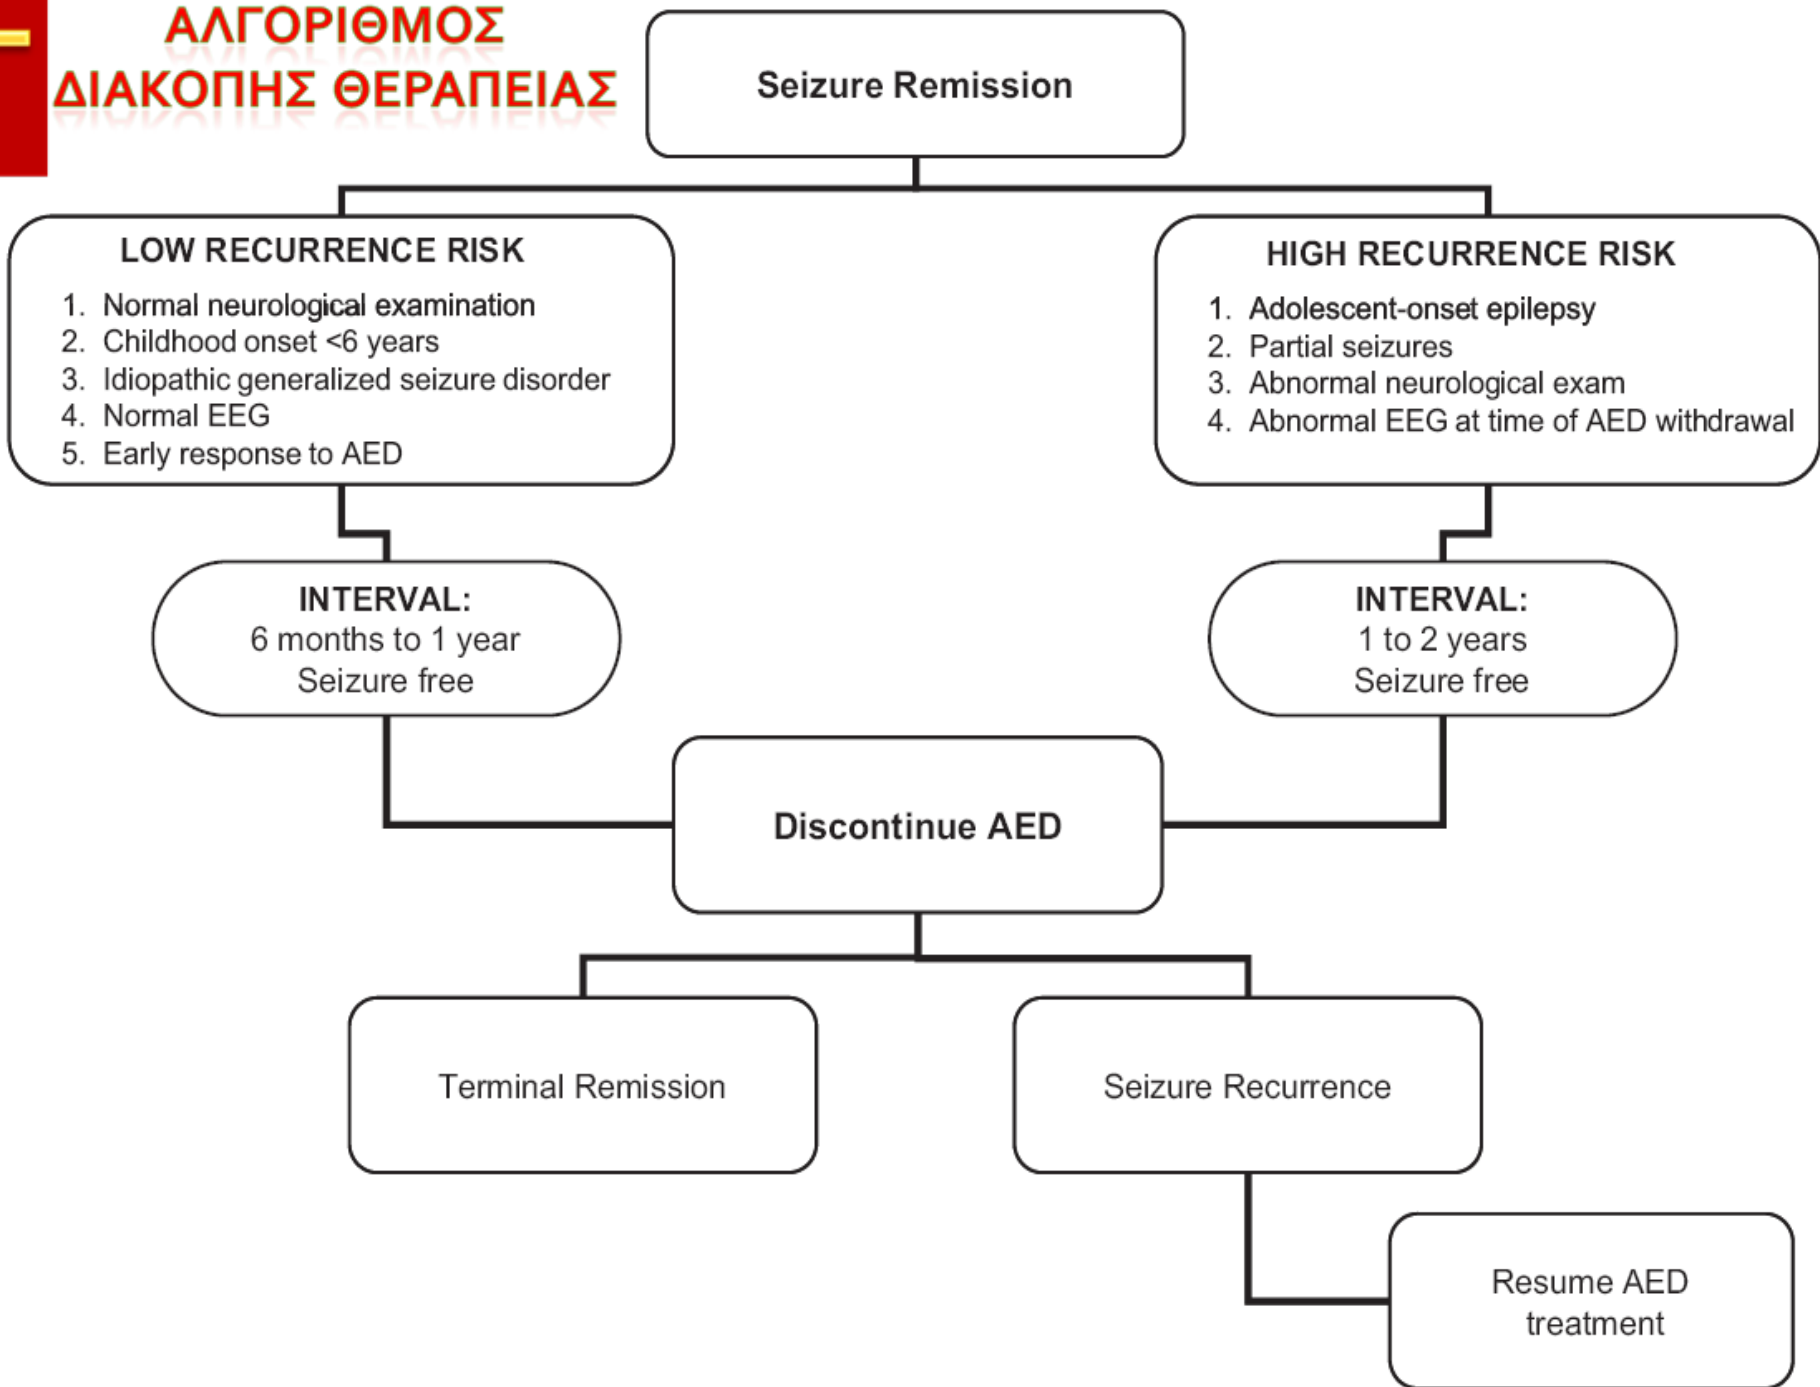 ΑΛΓΟΡΙΘΜΟΣ
ΔΙΑΚΟΠΗΣ ΘΕΡΑΠΕΙΑΣ
Seizure Remission
LOW RECURRENCE RISK
1. Normal neurological examination
2. Childhood onset <6 years
3. Idiopathic generalized seizure disorder
4. Normal EEG
5. Early response to AED
HIGH RECURRENCE RISK
1. Adolescent-onset epilepsy
2. Partial seizures
3. Abnormal neurological exam
4. Abnormal EEG at time of AED withdrawal
INTERVAL:
6 months to 1 year
Seizure free
INTERVAL:
1 to 2 years
Seizure free
Discontinue AED
Terminal Remission
Seizure Recurrence
Resume AED
treatment